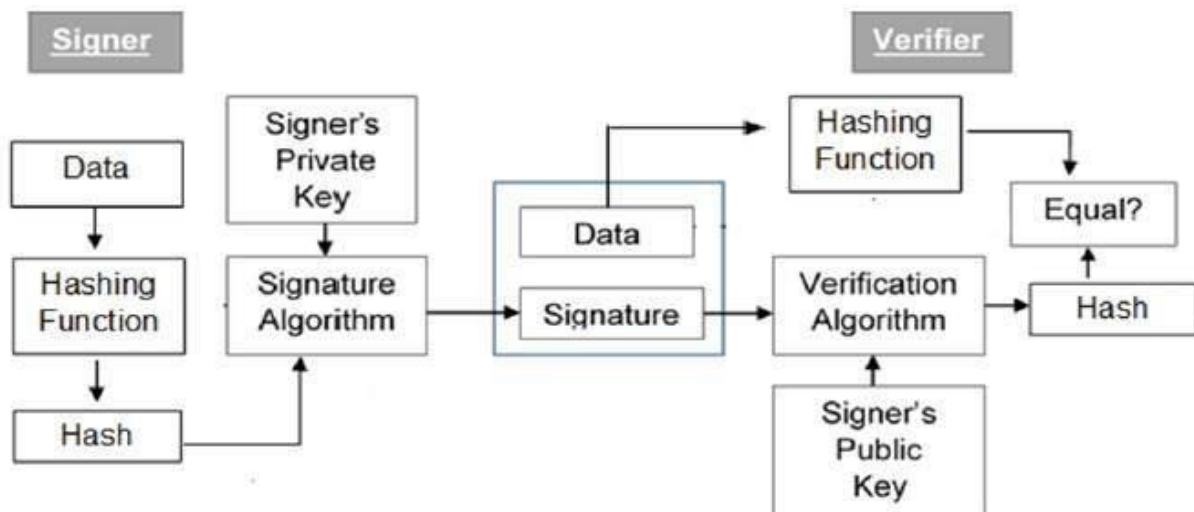 Signer
Verifier
Signer's
Private
Key
Hashing
Function
Data
Equal?
Data
Hashing
Function
Signature
Algorithm
Signature
Verification
Algorithm
Hash
Hash
Signer's
Public
Key